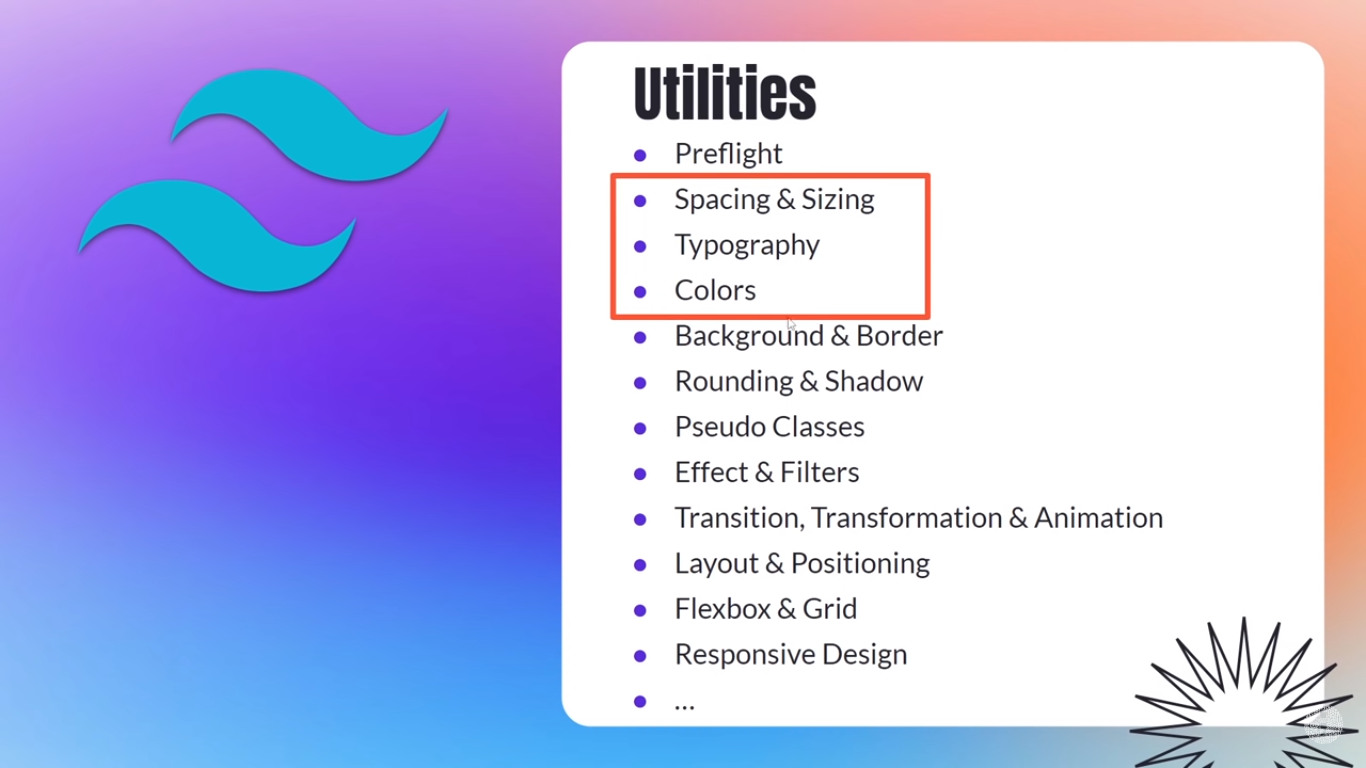 Utilities
Preflight
Spacing & Sizing
Typography
Colors
Background & Border
Rounding & Shadow
Pseudo Classes
Effect & Filters
Transition, Transformation & Animation
Layout & Positioning
Flexbox & Grid
Responsive Design
...